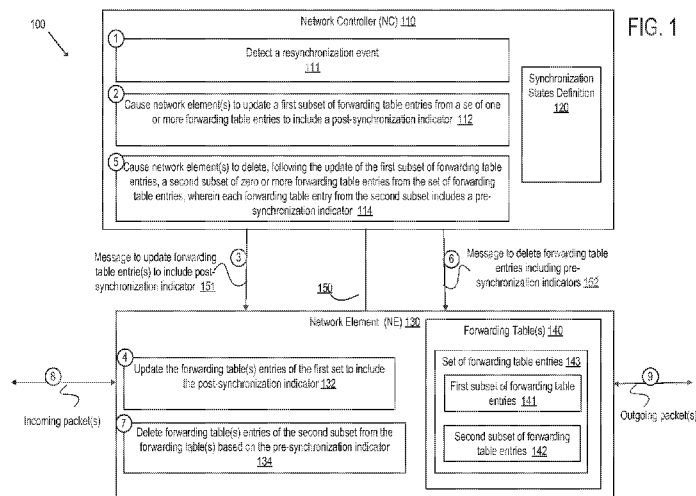 100
FIG. 1
Network Controller (NC) 110
1
Detect a resynchronization event
111
2
Cause network element(s) to update a first subset of forwarding table entries from a se of one
or more forwarding table entries to include a post-synchronization indicator 112
5
Cause network element(s) to delete, following the update of the first subset of forwarding table
entries, a second subset of zero or more forwarding table entries from the set of forwarding
table entries, wherein each forwarding table entry from the second subset includes a pre-
synchronization indicator 114
Synchronization
States Definition
120
Message to update forwarding
table entrie(s) to include post-
synchronization indicator 151
3
150
6
Message to delete forwarding table
entries including pre-
synchronization indicators 152
Network Element (NE) 130
4
Update the forwarding table(s) entries of the first set to include
the post-synchronization indicator 132
7
Delete forwarding table(s) entries of the second subset from the
forwarding table(s) based on the pre-synchronization indicator
134
Forwarding Table(s) 140
Set of forwarding table entries 143
First subset of forwarding table
entries 141
Second subset of forwarding
table entries 142
8
Incoming packet(s)
9
Outgoing packet(s)